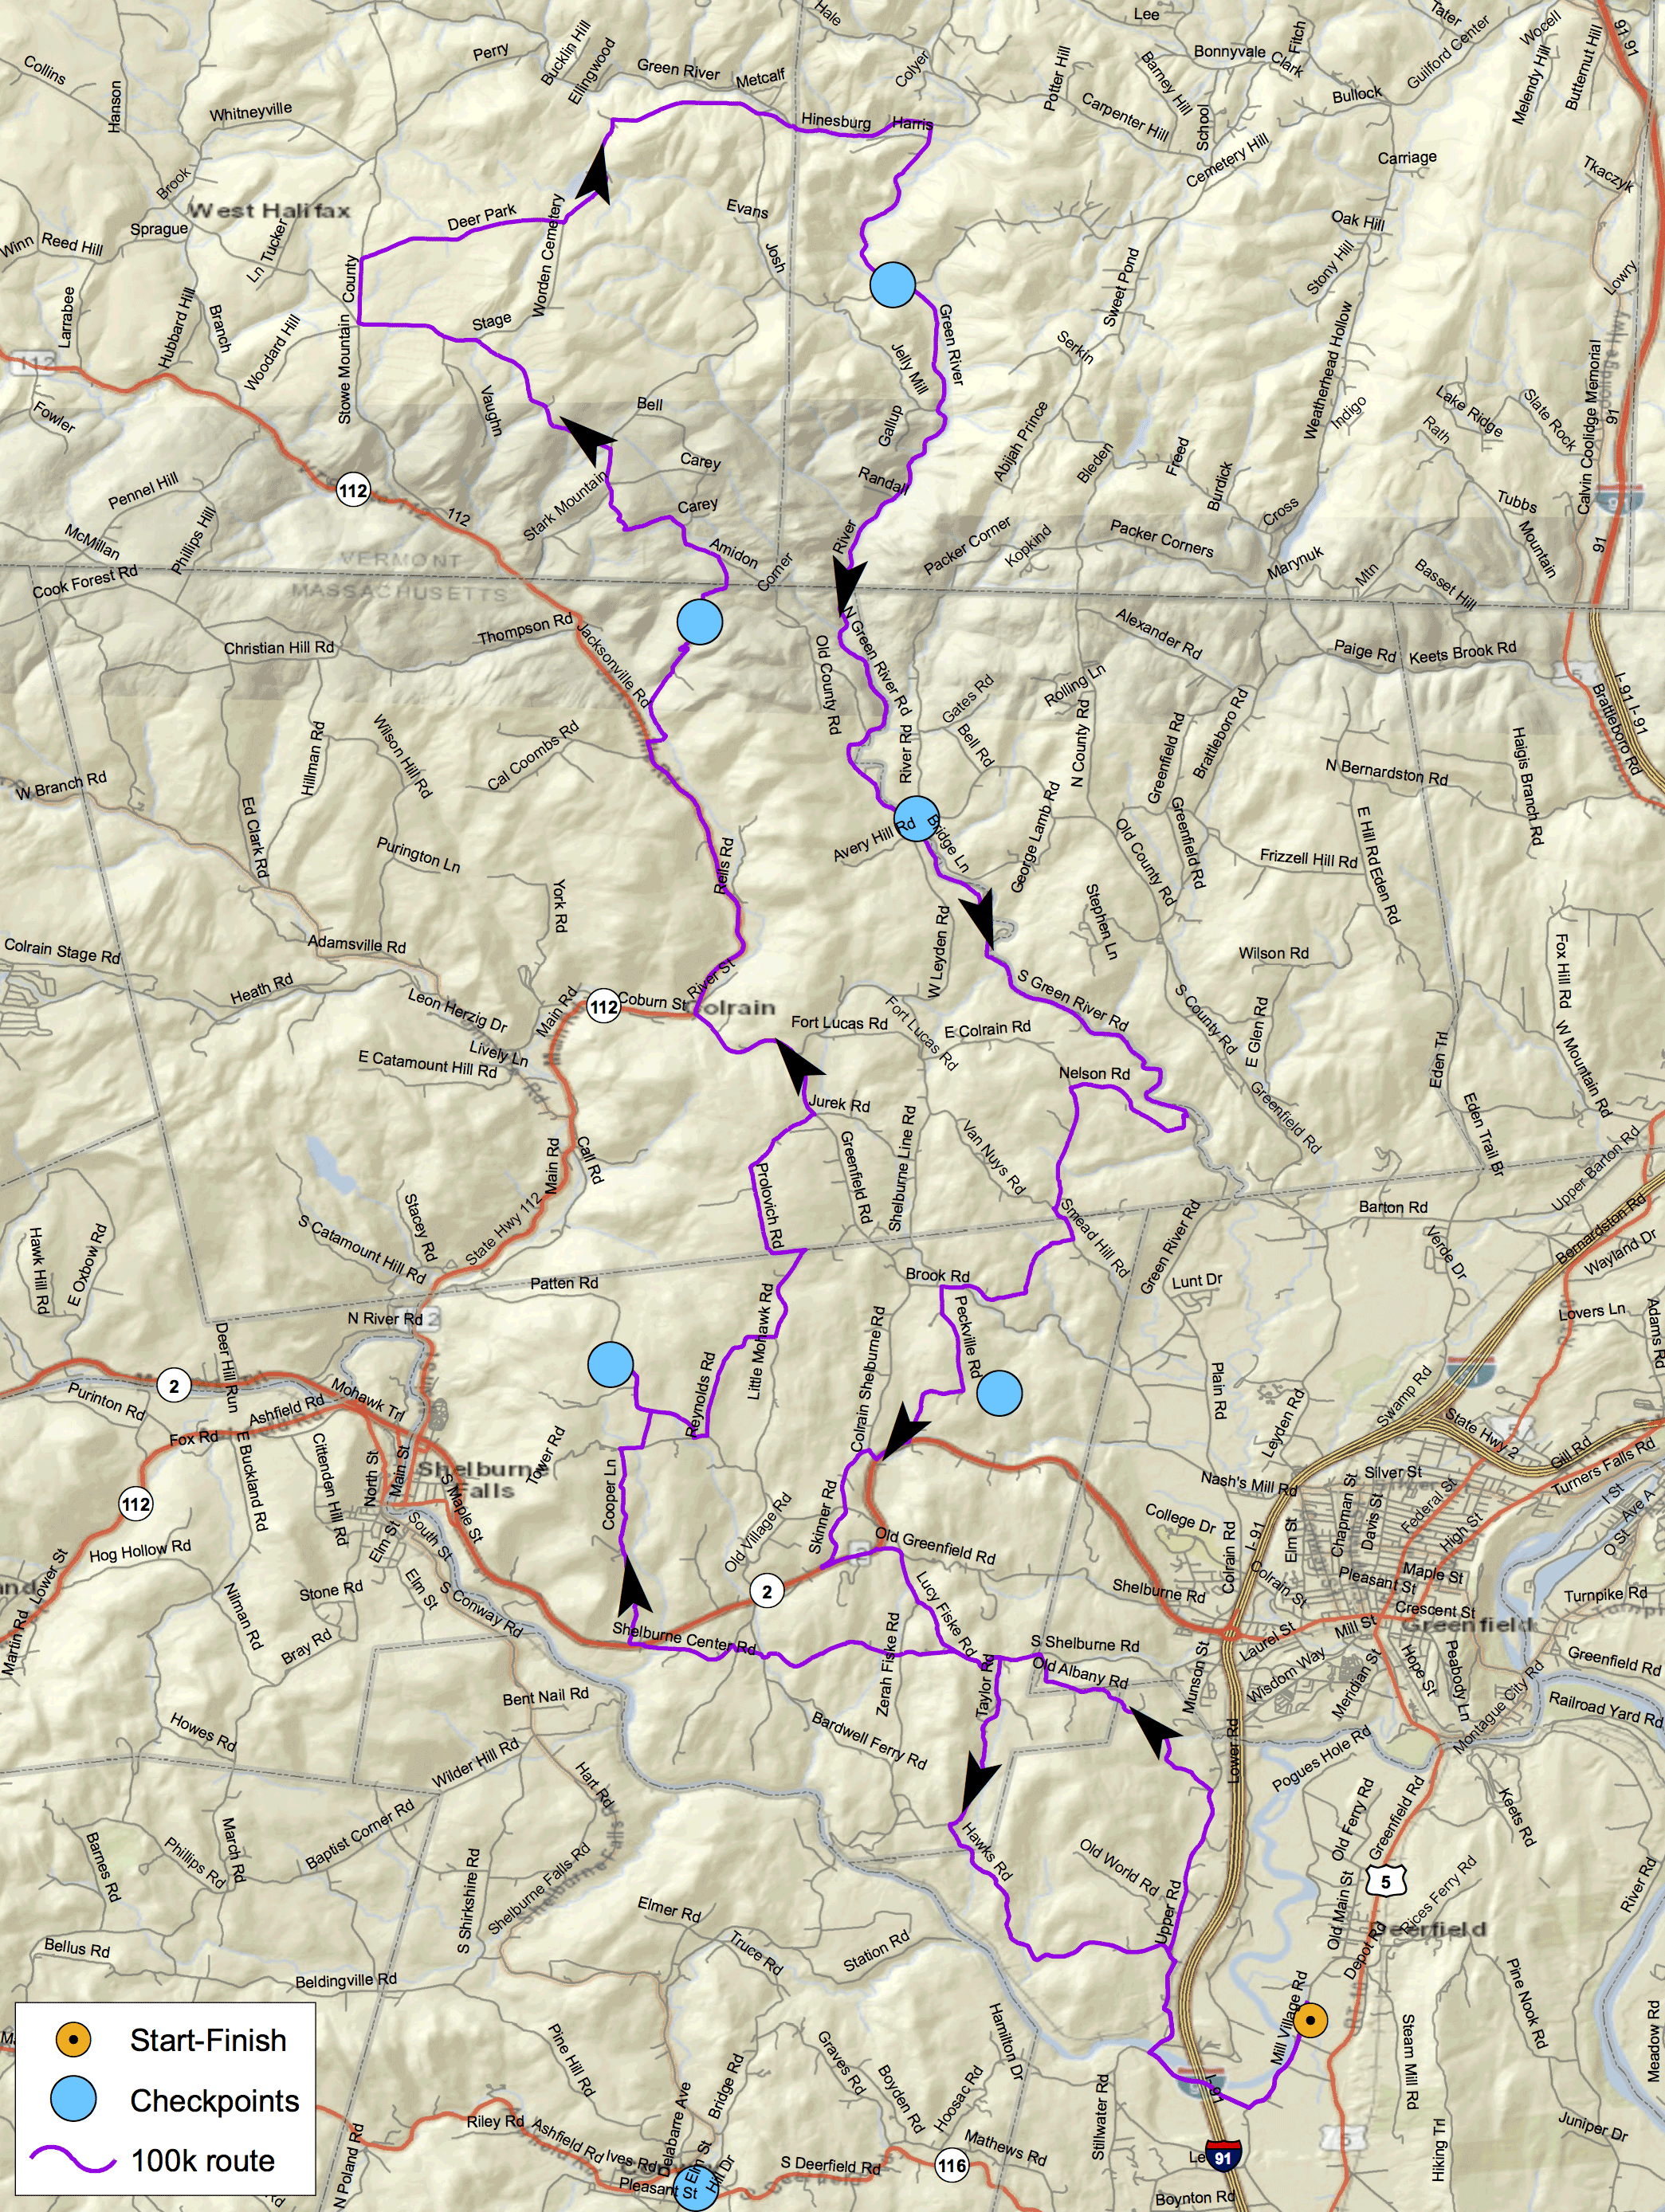 Hale
Lee
Tater
Wocell
91 91
Collins
Hanson
Perry
Bucklin Hill
Ellingwood
Green River
Metcalf
Colyer
Potter Hill
Barney Hill
Bonnyvale
Clark
Fitch
Guilford Center
Melendy Hill
Butternut Hill
Whitneyville
Hinesburg
Harris
Carpenter Hill
School
Bullock
Cemetery Hill
Carriage
Tkaczyk
Brook
West Halifax
Sprague
Winn
Reed Hill
Ln Tucker
Deer Park
Worden Cemetery
Evans
Josh
Oak Hill
Stony Hill
Lowry
Larrabee
Hubbard Hill
Branch
Woodard Hill
County
Stowe Mountain
Stage
Green River
Sweet Pond
Serkin
Weatherhead Hollow
112
Fowler
Vaughn
Bell
Jelly Mill
Gallup
Abijah Prince
Indigo
Lake Ridge
Rath
Slate Rock
Calvin Coolidge Memorial
91
Pennel Hill
112
112
Carey
Carey
Stark Mountain
Randall
Bleden
Freed
Burdick
Cross
Tubbs
Mountain
91
McMillan
Phillips Hill
Cook Forest Rd
VERMONT
MASSACHUSETTS
Amidon
Corner
River
Packer Corner
Kopkind
Packer Corners
Marynuk
Mtn
Basset Hill
Christian Hill Rd
Thompson Rd
Jacksonville Rd
Old County Rd
N Green River Rd
Alexander Rd
Paige Rd
Keets Brook Rd
I-91 I-91
Brattleboro Rd
W Branch Rd
Hillman Rd
Wilson Hill Rd
Cal Coombs Rd
River Rd
Gates Rd
Bell Rd
Rolling Ln
N County Rd
Greenfield Rd
Brattleboro Rd
N Bernardston Rd
Haigis Branch Rd
Ed Clark Rd
Purington Ln
Reils Rd
Avery Hill Rd
Bridge Ln
George Lamb Rd
Old County Rd
Greenfield Rd
Frizzell Hill Rd
E Hill Rd
Eden Rd
Colrain Stage Rd
Adamsville Rd
York Rd
W Leyden Rd
Stephen Ln
Wilson Rd
Fox Hill Rd
Heath Rd
Leon Herzig Dr
Main Rd
112
Coburn St
River St
Colrain
Fort Lucas Rd
Fort Lucas Rd
E Colrain Rd
S Green River Rd
S County Rd
E Glen Rd
Eden Trl
W Mountain Rd
E Catamount Hill Rd
Lively Ln
Jurek Rd
Nelson Rd
Greenfield Rd
Eden Trail Br
Upper Barton Rd
Main Rd
Call Rd
Prolovich Rd
Greenfield Rd
Shelburne Line Rd
Van Nuys Rd
Smead Hill Rd
Green River Rd
Barton Rd
Bernardston Rd
Hawk Hill Rd
E Oxbow Rd
S Catamount Hill Rd
Stacey Rd
State Hwy 112
Patten Rd
Brook Rd
Lunt Dr
Verde Dr
Wayland Dr
Lovers Ln
Adams Rd
N River Rd
Little Mohawk Rd
Colrain Shelburne Rd
Peckville Rd
2
Purinton Rd
Deer Hill Run
Ashfield Rd
Mohawk Trl
Fox Rd
E Buckland Rd
Cittenden Hill Rd
North St
Main St
Shelburne
Falls
S Maple St
Tower Rd
Reynolds Rd
Plain Rd
Leyden Rd
Swamp Rd
State Hwy 2
Gill Rd
Turners Falls Rd
112
Hog Hollow Rd
Elm St
South St
Cooper Ln
Old Village Rd
Skinner Rd
Old Greenfield Rd
College Dr
Nash's Mill Rd
Silver St
Chapman St
Davis St
Federal St
High St
I St
Ave A
O St
Lower St
Martin Rd
Nilman Rd
Stone Rd
Bray Rd
Elm St
S Conway Rd
2
Shelburne Center Rd
Lucy Fiske Rd
Zerah Fiske Rd
Shelburne Rd
Colrain Rd
I-91
Elm St
Colrain St
Pleasant St
Maple St
Crescent St
Turnpike Rd
Greenfield
S Shelburne Rd
Old Albany Rd
Taylor Rd
Munson St
Laurel St
Mill St
Wisdom Way
Meridian St
Hope St
Peabody Ln
Montague City Rd
Greenfield Rd
Railroad Yard Rd
Howes Rd
Bent Nail Rd
Wilder Hill Rd
Hart Rd
Bardwell Ferry Rd
Lower Rd
Pogues Hole Rd
Barnes Rd
Phillips Rd
March Rd
Baptist Corner Rd
S Shirkshire Rd
Shelburne Falls Rd
Hawks Rd
Old World Rd
Upper Rd
Old Ferry Rd
Greenfield Rd
Keets Rd
5
Old Main St
Rices Ferry Rd
Deerfield
Depot Rd
River Rd
Bellus Rd
Beldingville Rd
Elmer Rd
Truce Rd
Station Rd
Hamilton Dr
Mill Village Rd
Steam Mill Rd
Pine Nook Rd
Meadow Rd
Start-Finish
Checkpoints
100k route
Pine Hill Rd
Graves Rd
Boyden Rd
Hoosac Rd
Stillwater Rd
I-91
Juniper Dr
Hiking Trl
N Poland Rd
Riley Rd
Ashfield Rd
Ives Rd
Delabarre Ave
Bridge Rd
Elm St
Hill Dr
Pleasant St
S Deerfield Rd
116
Mathews Rd
91
Boynton Rd